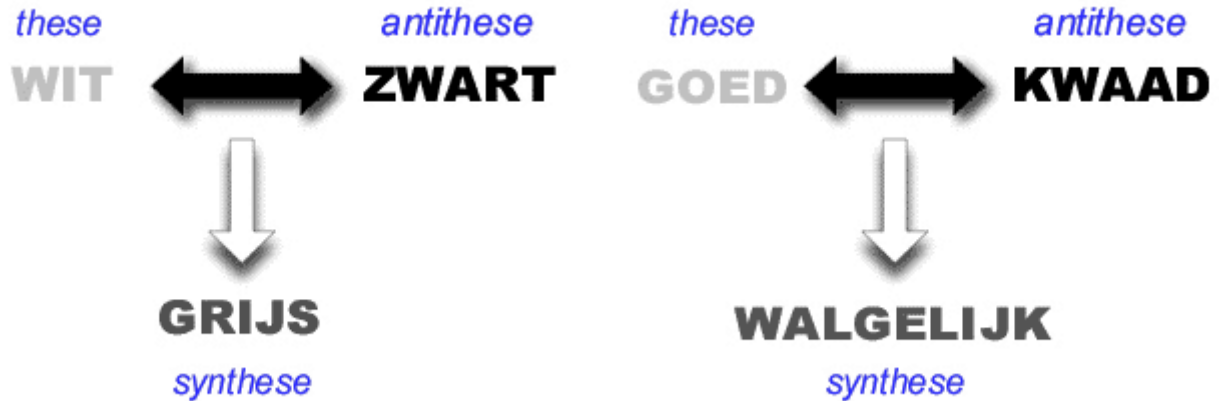 these antithese
WIT ZWART
GRIJS
synthese
these antithese
GOED KWAAD
WALGELIJK
synthese